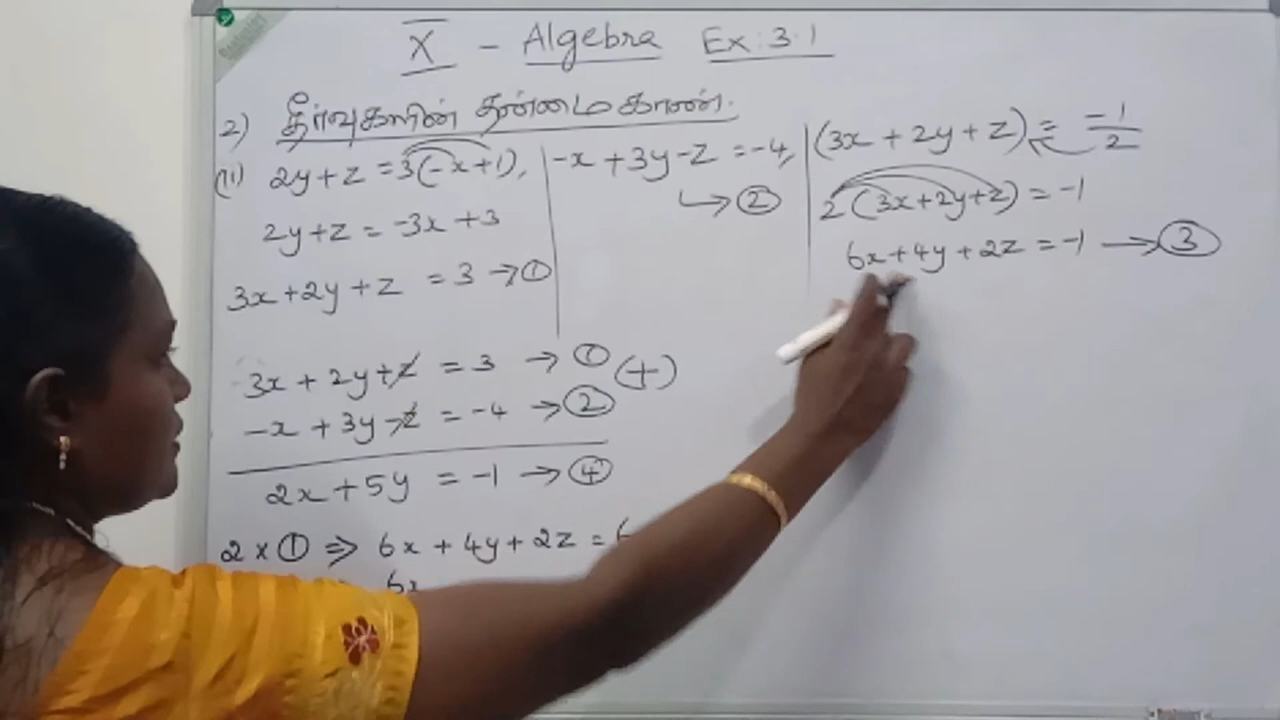 X - Algebra Ex: 3.1
2) தீர்வுகளின் தன்மை காண்.
(ii) 2y+z = 3(-x+1),
2y+z = -3x+3
3x+2y+z = 3 → ①
-x+3y-z = -4,
↳ ②
(3x+2y+z) = -1/2
2(3x+2y+z) = -1
6x+4y+2z = -1 → ③
3x+2y+z = 3 → ①
(+)
-x+3y-z = -4 → ②
2x+5y = -1 → ④
2×① ⇒ 6x+4y+2z = 6
6x